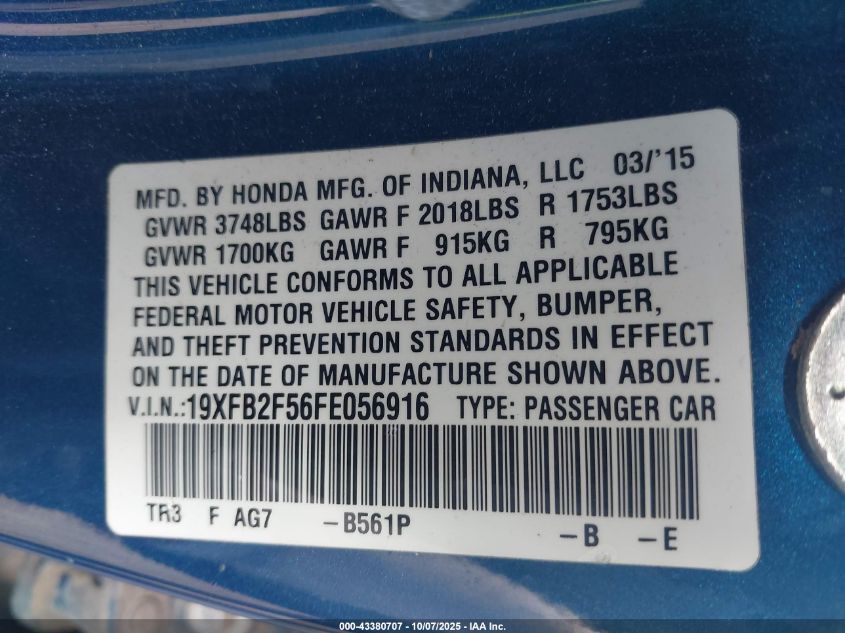 MFD. BY HONDA MFG. OF INDIANA, LLC 03/'15
GVWR 3748LBS GAWR F 2018LBS R 1753LBS
GVWR 1700KG GAWR F 915KG R 795KG
THIS VEHICLE CONFORMS TO ALL APPLICABLE
FEDERAL MOTOR VEHICLE SAFETY, BUMPER,
AND THEFT PREVENTION STANDARDS IN EFFECT
ON THE DATE OF MANUFACTURE SHOWN ABOVE.
V.I.N.:19XFB2F56FE056916 TYPE: PASSENGER CAR
TR3 F AG7 -B561P -B -E
000-43380707 - 10/07/2025 - IAA Inc.